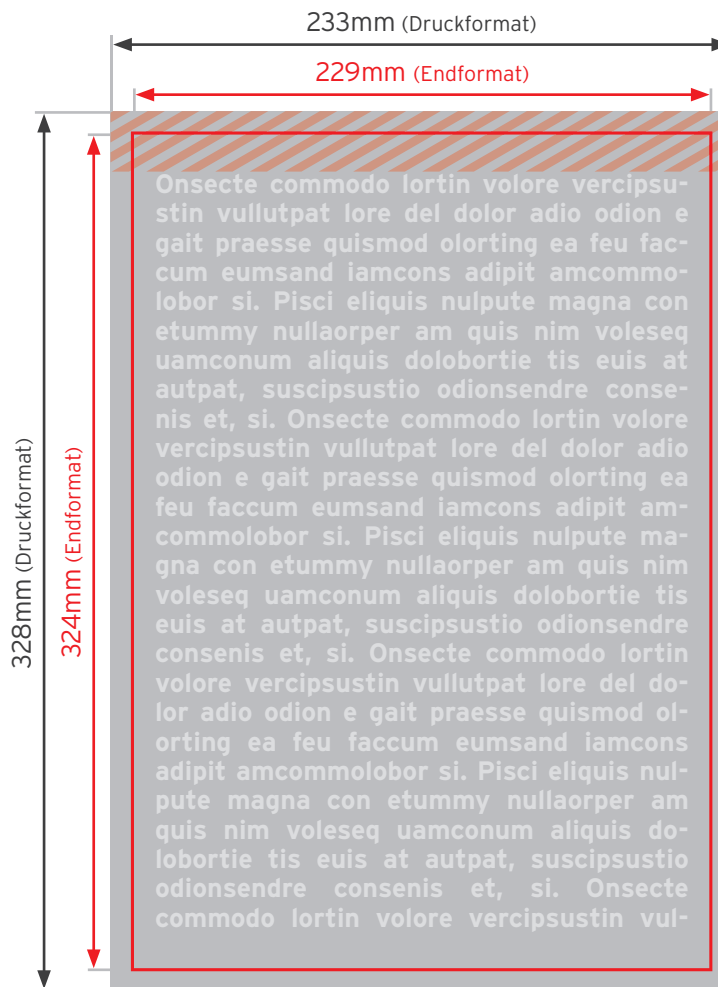 233mm (Druckformat)
229mm (Endformat)
328mm (Druckformat)
324mm (Endformat)
Onsecte commodo lortin volore vercipsu-
stin vullutpat lore del dolor adio odion e
gait praesse quismod olorting ea feu fac-
cum eumsand iamcons adipit amcommo-
lobor si. Pisci eliquis nulpute magna con
etummy nullaorper am quis nim voleseq
uamconum aliquis dolobortie tis euis at
autpat, suscipsustio odionsendre conse-
nis et, si. Onsecte commodo lortin volore
vercipsustin vullutpat lore del dolor adio
odion e gait praesse quismod olorting ea
feu faccum eumsand iamcons adipit am-
commolobor si. Pisci eliquis nulpute ma-
gna con etummy nullaorper am quis nim
voleseq uamconum aliquis dolobortie tis
euis at autpat, suscipsustio odionsendre
consenis et, si. Onsecte commodo lortin
volore vercipsustin vullutpat lore del do-
lor adio odion e gait praesse quismod ol-
orting ea feu faccum eumsand iamcons
adipit amcommolobor si. Pisci eliquis nul-
pute magna con etummy nullaorper am
quis nim voleseq uamconum aliquis do-
lobortie tis euis at autpat, suscipsustio
odionsendre consenis et, si. Onsecte
commodo lortin volore vercipsustin vul-